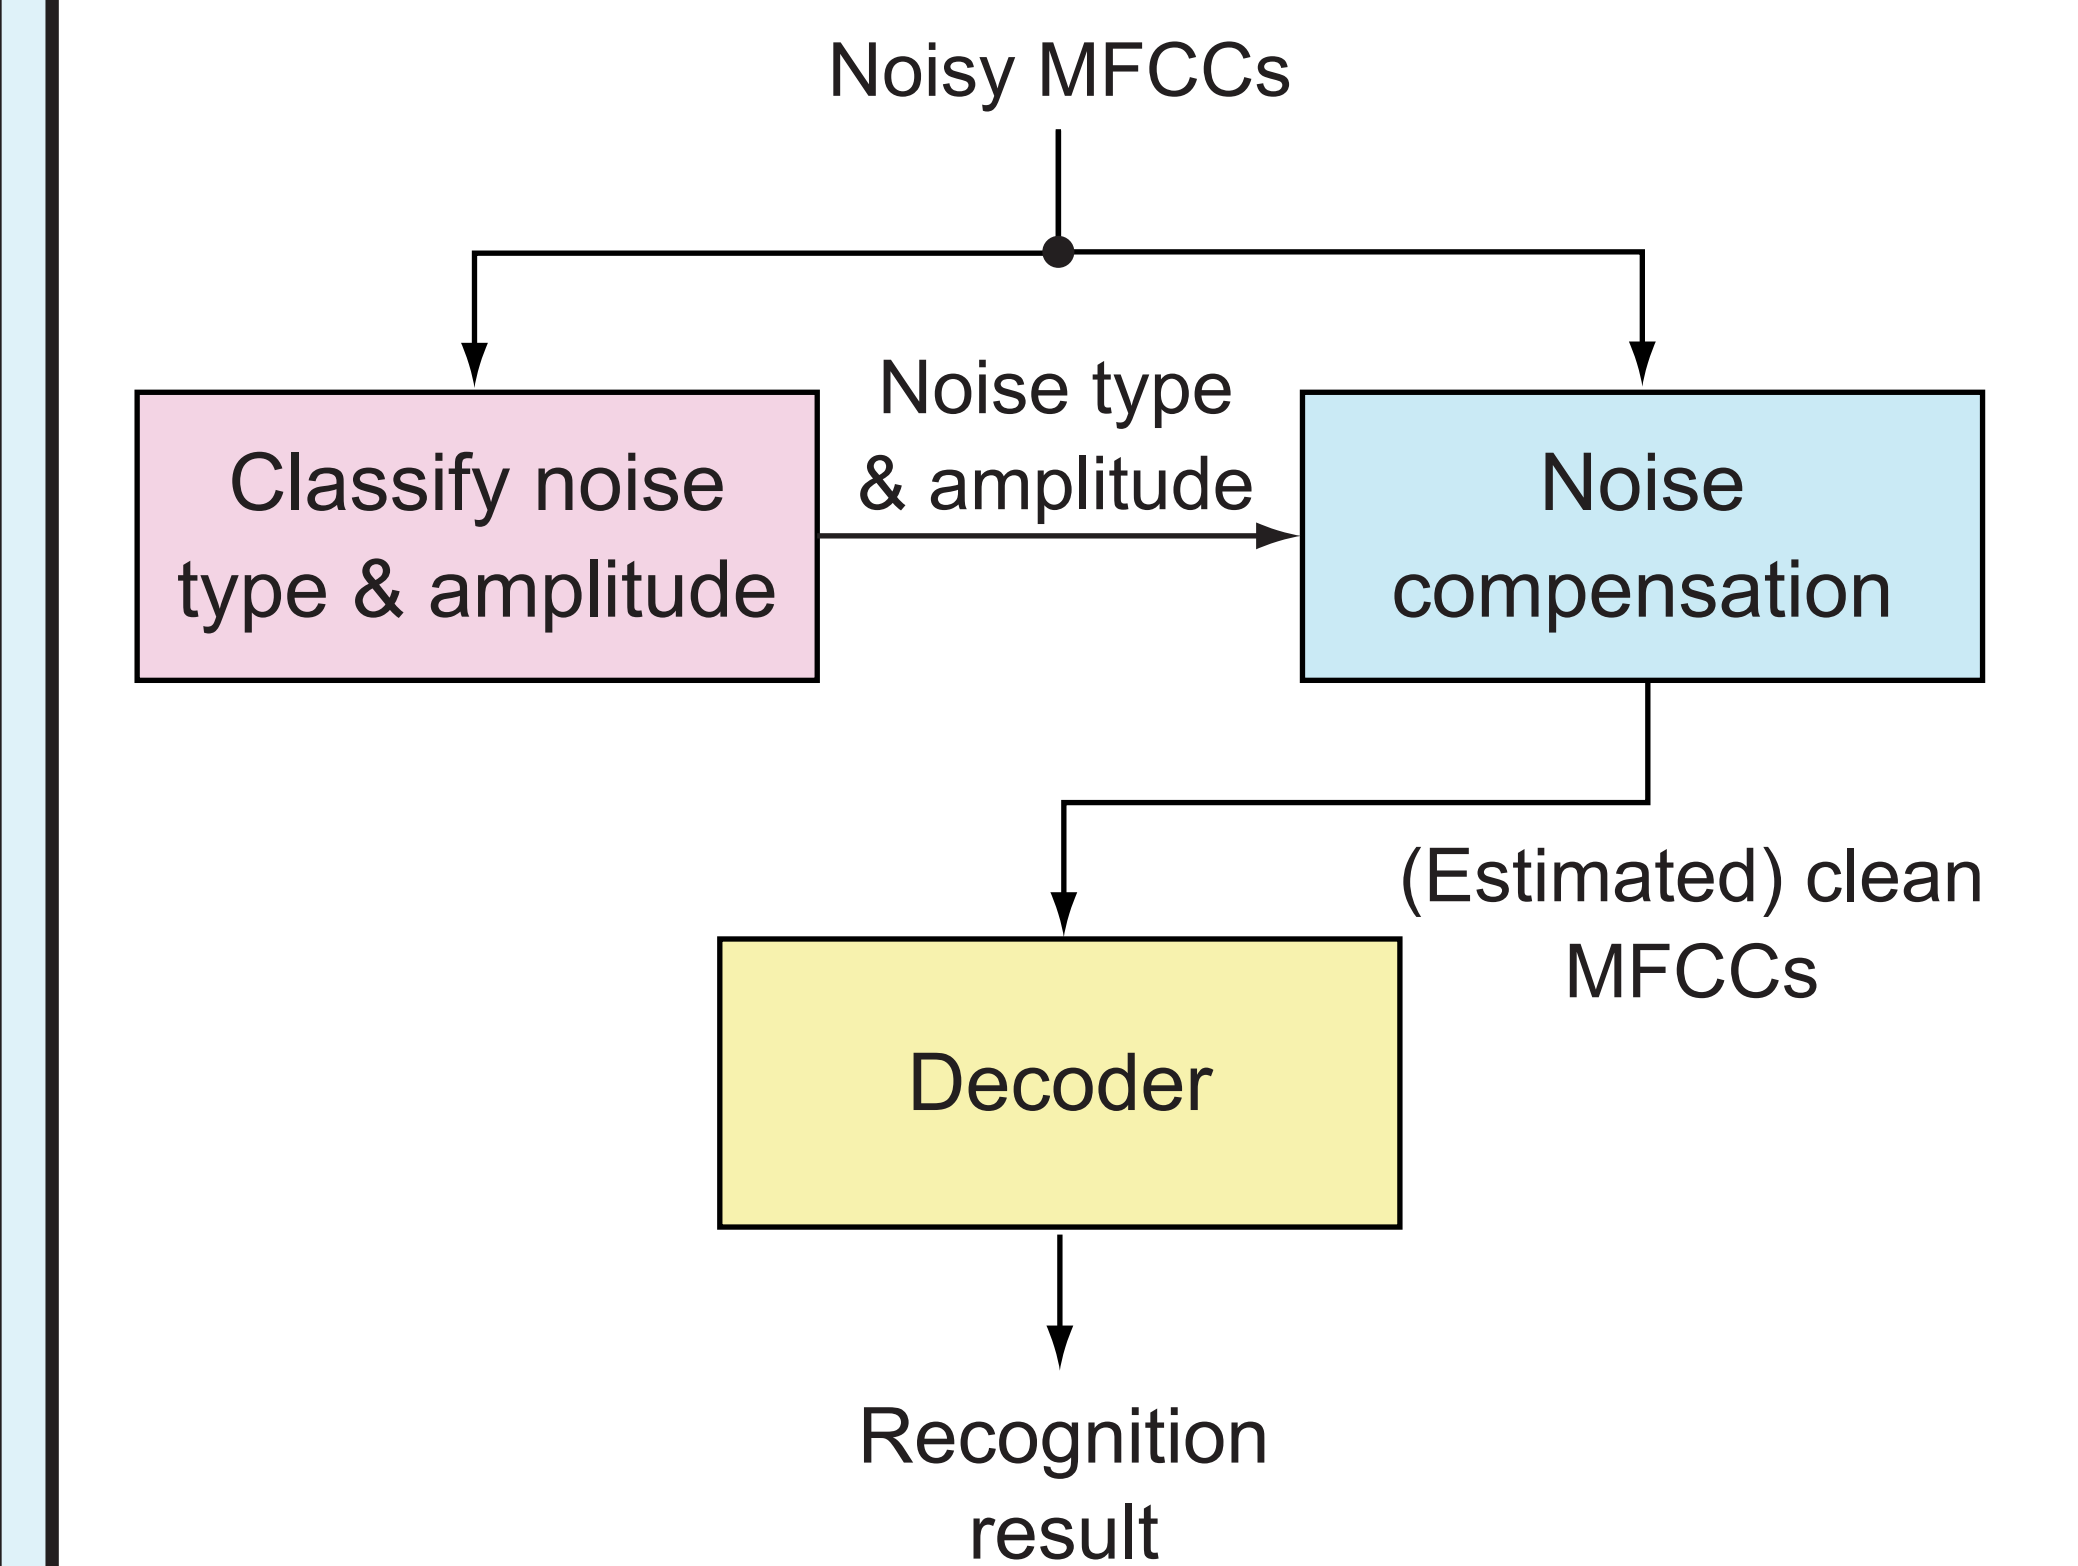 Noisy MFCCs
Noise type
& amplitude
Classify noise
type & amplitude
Noise
compensation
(Estimated) clean
MFCCs
Decoder
Recognition
result